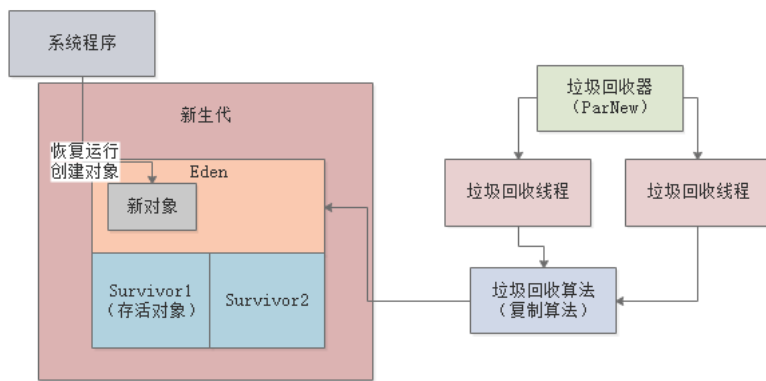 系统程序
新生代
恢复运行
创建对象
Eden
新对象
Survivor1
（存活对象）
Survivor2
垃圾回收器
（ParNew）
垃圾回收线程
垃圾回收线程
垃圾回收算法
（复制算法）